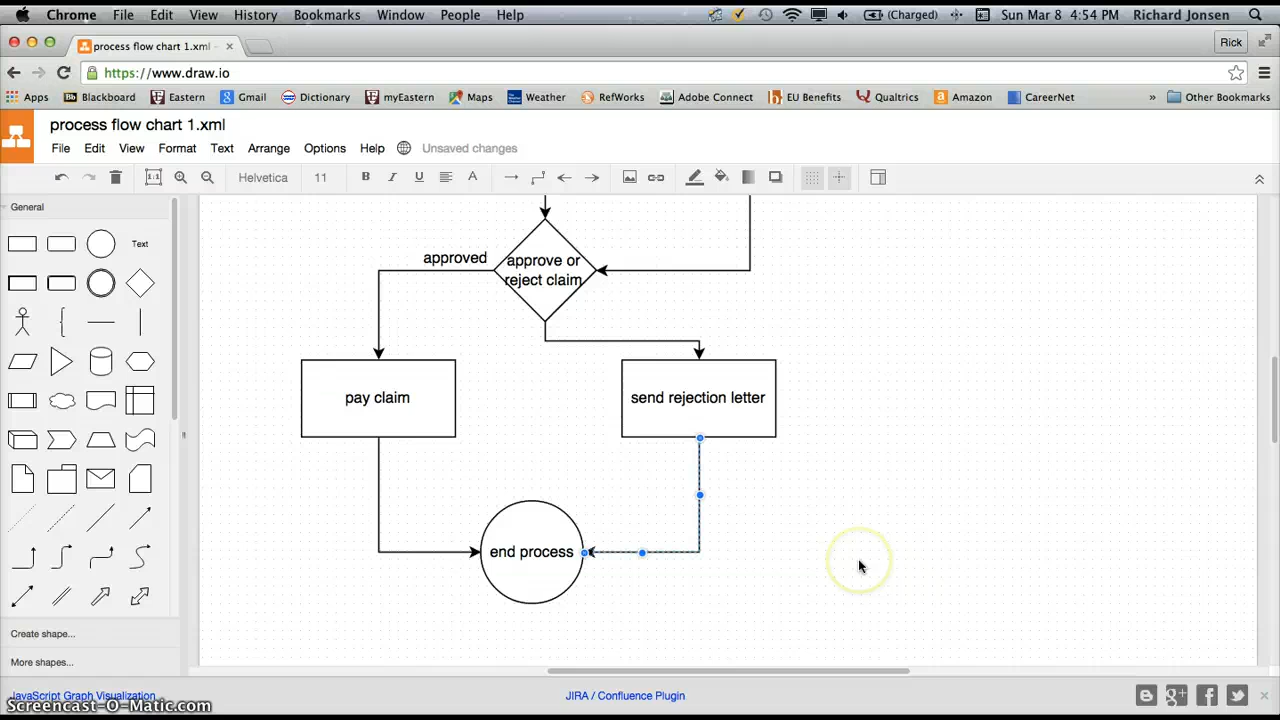 Chrome File Edit View History Bookmarks Window People Help (Charged) Sun Mar 8 4:54 PM Richard Jonsen
process flow chart 1.xml Rick
https://www.draw.io
Apps Blackboard Eastern Gmail Dictionary myEastern Maps Weather RefWorks Adobe Connect EU Benefits Qualtrics Amazon CareerNet » Other Bookmarks
process flow chart 1.xml
File Edit View Format Text Arrange Options Help Unsaved changes
Helvetica 11 B I U A
General
Text
approved
approve or
reject claim
pay claim
send rejection letter
end process
Create shape...
More shapes...
JavaScript Graph Visualization JIRA / Confluence Plugin
Screencast-O-Matic.com